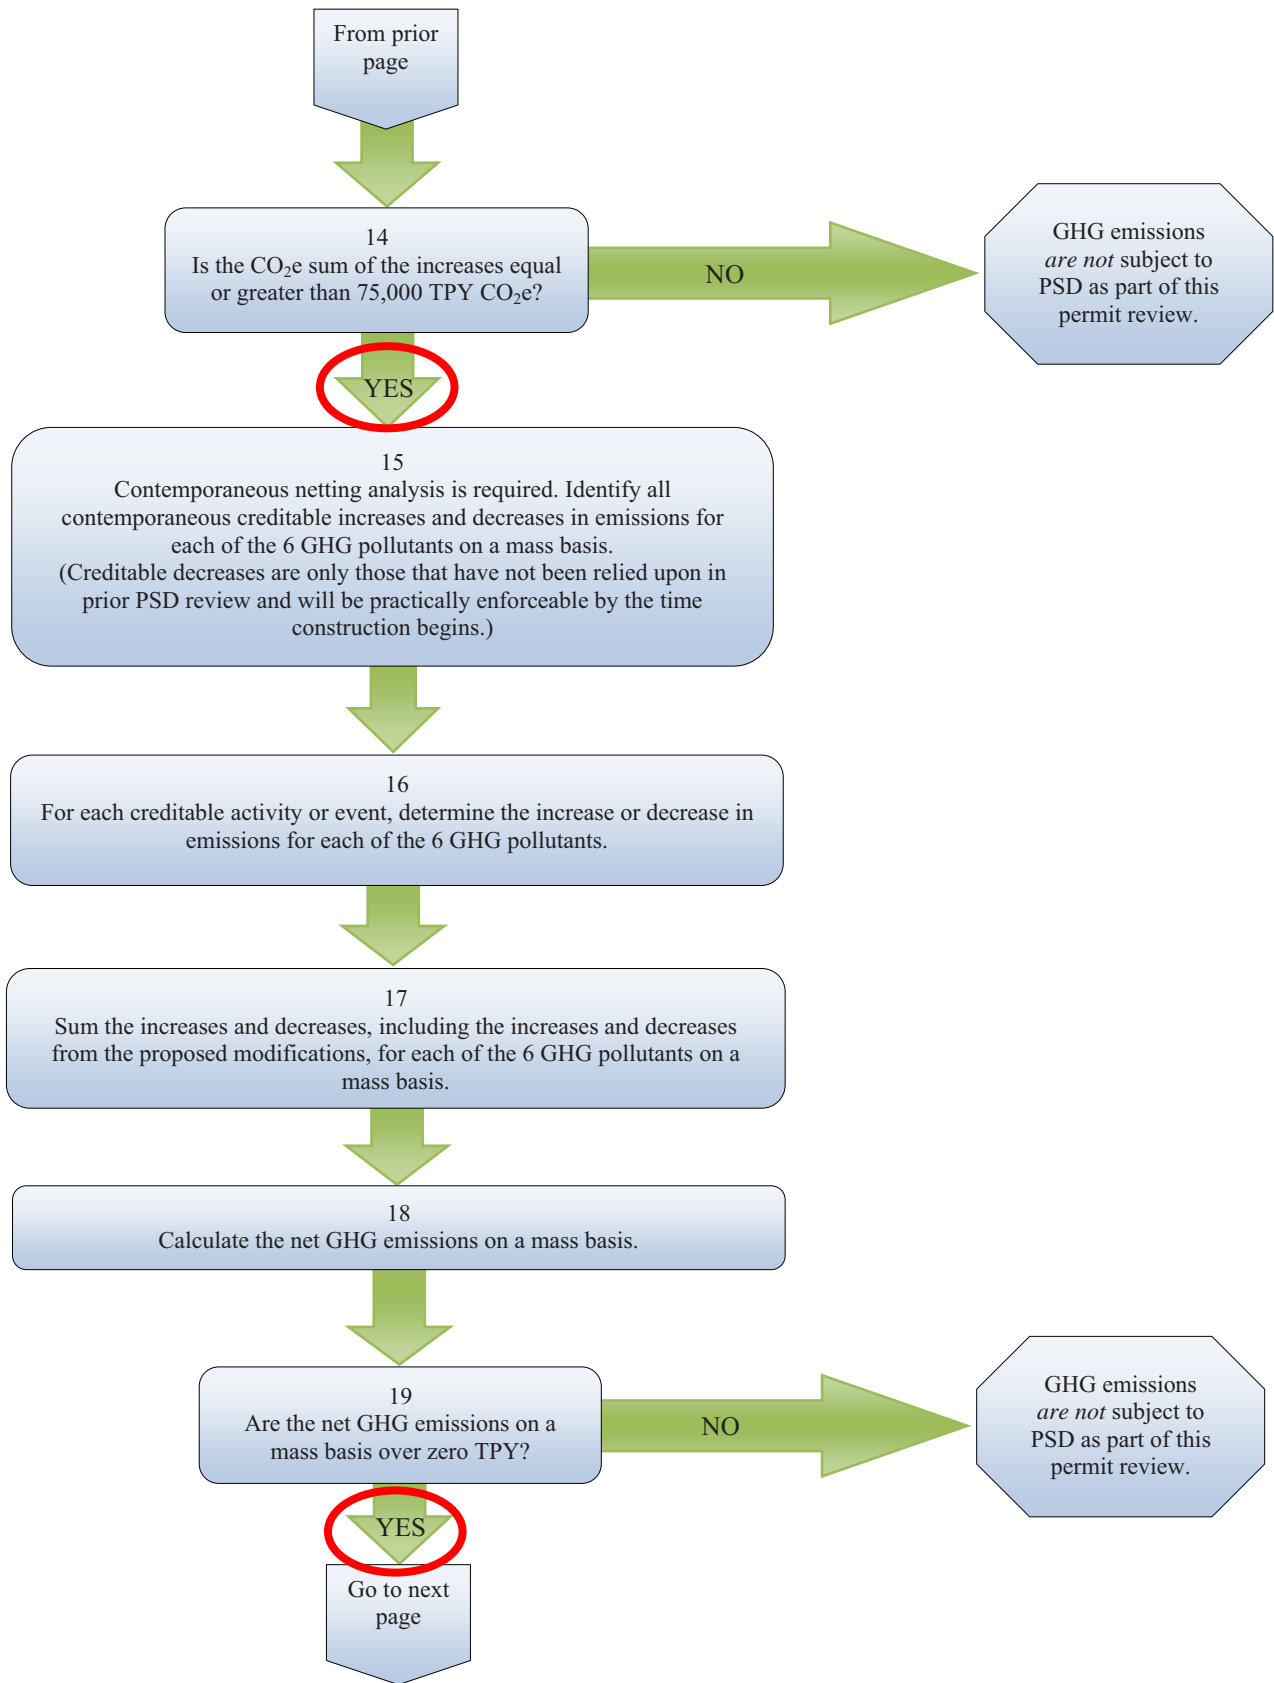 From prior
page
14
Is the CO₂e sum of the increases equal
or greater than 75,000 TPY CO₂e?
NO
GHG emissions
are not subject to
PSD as part of this
permit review.
YES
15
Contemporaneous netting analysis is required. Identify all
contemporaneous creditable increases and decreases in emissions for
each of the 6 GHG pollutants on a mass basis.
(Creditable decreases are only those that have not been relied upon in
prior PSD review and will be practically enforceable by the time
construction begins.)
16
For each creditable activity or event, determine the increase or decrease in
emissions for each of the 6 GHG pollutants.
17
Sum the increases and decreases, including the increases and decreases
from the proposed modifications, for each of the 6 GHG pollutants on a
mass basis.
18
Calculate the net GHG emissions on a mass basis.
19
Are the net GHG emissions on a
mass basis over zero TPY?
NO
GHG emissions
are not subject to
PSD as part of this
permit review.
YES
Go to next
page